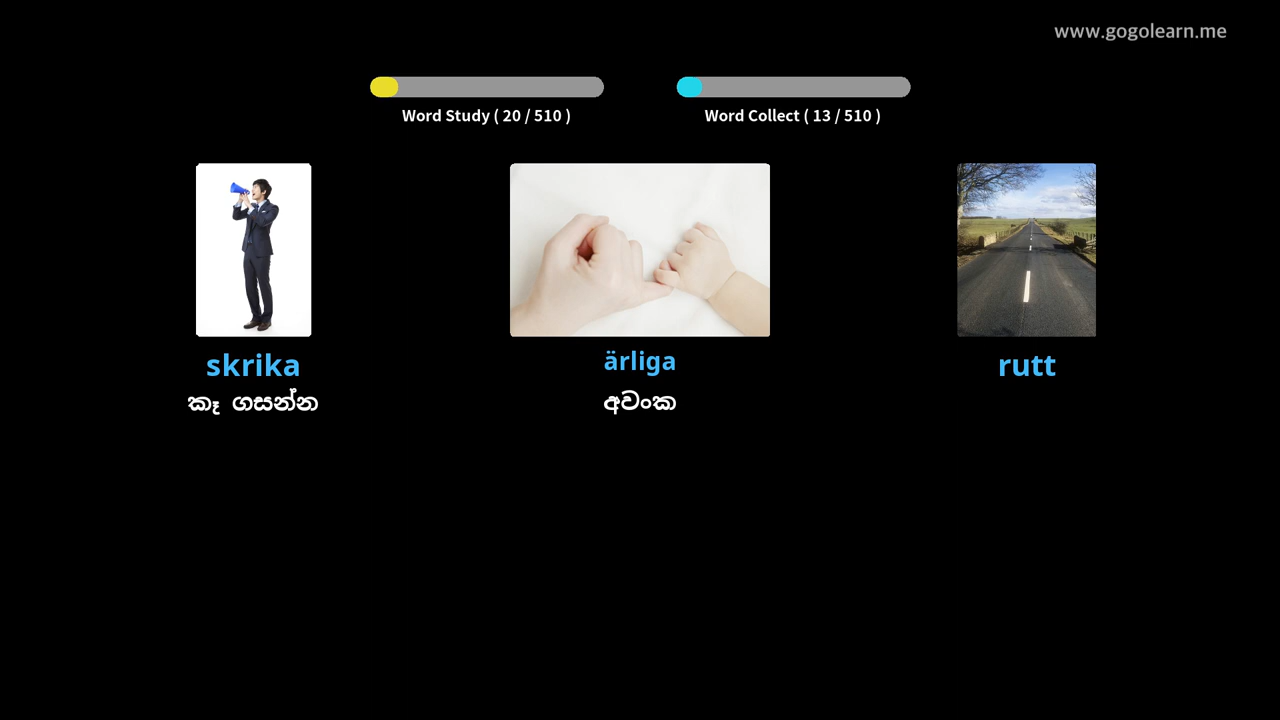 www.gogolearn.me
Word Study ( 20 / 510 )
Word Collect ( 13 / 510 )
skrika
ärliga
rutt
කෑ ගසන්න
අවංක